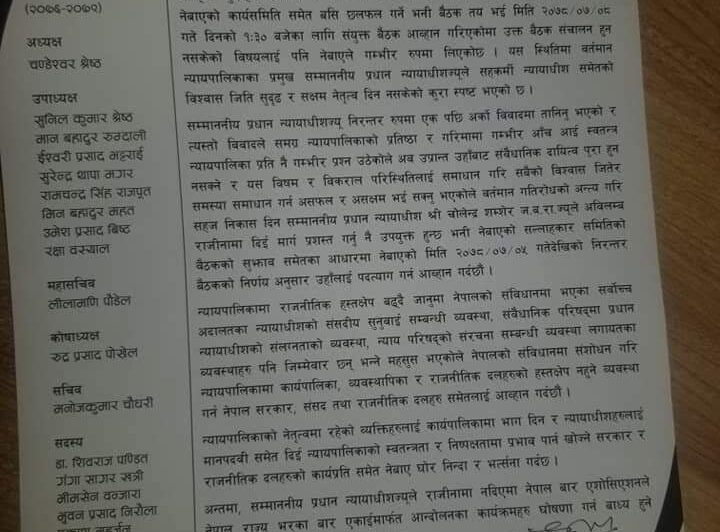 (२०७६-२०७९)
अध्यक्ष
चण्डेश्वर श्रेष्ठ
उपाध्यक्ष
सुनिल कुमार श्रेष्ठ
मान बहादुर रुम्दाली
ईश्वरी प्रसाद भट्टराई
सुरेन्द्र थापा मगर
रामचन्द्र सिंह राजपूत
मिन बहादुर महत
उमेश प्रसाद बिष्ट
रक्षा बस्याल
महासचिव
लीलामणि पौडेल
कोषाध्यक्ष
रुद्र प्रसाद पोखेल
सचिव
मनोजकुमार चौधरी
सदस्य
डा. शिवराज पण्डित
गंगा सागर खत्री
भीमसेन बञ्जारा
भूवन प्रसाद निरौला
नेबाएको कार्यसमिति समेत बसि छलफल गर्ने भनी बैठक तय भई मिति २०७८/०७/०८
गते दिनको १:३० बजेका लागि संयुक्त बैठक आव्हान गरिएकोमा उक्त बैठक संचालन हुन
नसकेको बिषयलाई पनि नेबाएले गम्भीर रुपमा लिएकोछ । यस स्थितिमा वर्तमान
न्यायपालिकाका प्रमुख सम्माननीय प्रधान न्यायाधीशज्यूले सहकर्मी न्यायाधीश समेतको
विश्वास जिति सुदृढ र सक्षम नेतृत्व दिन नसकेको कुरा स्पष्ट भएको छ ।
सम्माननीय प्रधान न्यायाधीशज्यू निरन्तर रुपमा एक पछि अर्को विवादमा तानिनु भएको र
त्यस्तो विवादले समग्र न्यायपालिकाको प्रतिष्ठा र गरिमामा गम्भीर आँच आई स्वतन्त्र
न्यायपालिका प्रति नै गम्भीर प्रश्न उठेकोले अब उप्रान्त उहाँबाट संवैधानिक दायित्व पुरा हुन
नसक्ने र यस बिषम र विकराल परिस्थितिलाई समाधान गरि सबैको विश्वास जितेर
समस्या समाधान गर्न असफल र असक्षम भई सक्नु भएकोले वर्तमान गतिरोधको अन्त्य गरि
सहज निकास दिन सम्माननीय प्रधान न्यायाधीश श्री चोलेन्द्र शम्शेर ज.ब.रा.ज्यूले अविलम्ब
राजीनामा दिई मार्ग प्रशस्त गर्नु नै उपयुक्त हुन्छ भनी नेबाएको सल्लाहकार समितिको
बैठकको सुझाव समेतका आधारमा नेबाएको मिति २०७८/०७/०५ गतेदेखिको निरन्तर
बैठकको निर्णय अनुसार उहाँलाई पदत्याग गर्न आव्हान गर्दछौं ।
न्यायपालिकामा राजनीतिक हस्तक्षेप बढ्दै जानुमा नेपालको संविधानमा भएका सर्वोच्च
अदालतका न्यायाधीशको संसदीय सुनुवाई सम्बन्धी व्यवस्था, संवैधानिक परिषद्मा प्रधान
न्यायाधीशको संलग्नताको व्यवस्था, न्याय परिषद्को संरचना सम्बन्धी व्यवस्था लगायतका
व्यवस्थाहरु पनि जिम्मेवार छन् भन्ने महसुस भएकोले नेपालको संविधानमा संशोधन गरि
न्यायपालिकामा कार्यपालिका, व्यवस्थापिका र राजनीतिक दलहरुको हस्तक्षेप नहुने व्यवस्था
गर्न नेपाल सरकार, संसद तथा राजनीतिक दलहरु समेतलाई आव्हान गर्दछौं ।
न्यायपालिकाको नेतृत्वमा रहेको व्यक्तिहरुलाई कार्यपालिकामा भाग दिन र न्यायाधीशहरुलाई
मानपदवी समेत दिई न्यायपालिकाको स्वतन्त्रता र निष्पक्षतामा प्रभाव पार्न खोज्ने सरकार र
राजनीतिक दलहरुको कार्यप्रति समेत नेबाए घोर निन्दा र भर्त्सना गर्दछ ।
अन्तमा, सम्माननीय प्रधान न्यायाधीशज्यूले राजीनामा नदिएमा नेपाल बार एशोसिएशनले
नेपाल राज्य भरका बार एकाईमार्फत आन्दोलनका कार्यक्रमहरु घोषणा गर्न बाध्य हुने